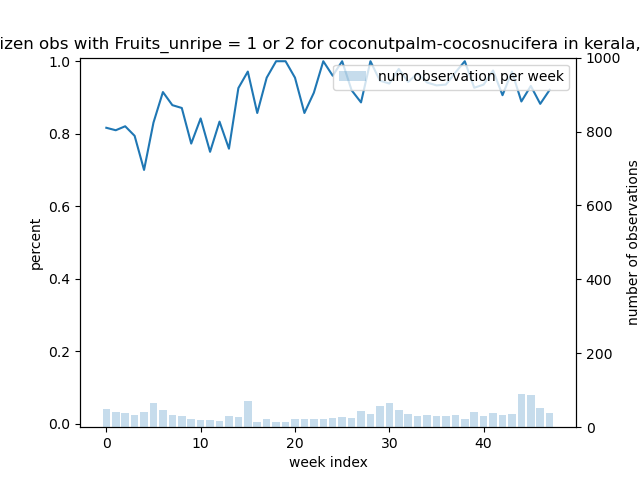 izen obs with Fruits_unripe = 1 or 2 for coconutpalm-cocosnucifera in kerala,
num observation per week
1.0
0.8
0.6
0.4
0.2
0.0
percent
1000
800
600
400
200
0
number of observations
0 10 20 30 40
week index